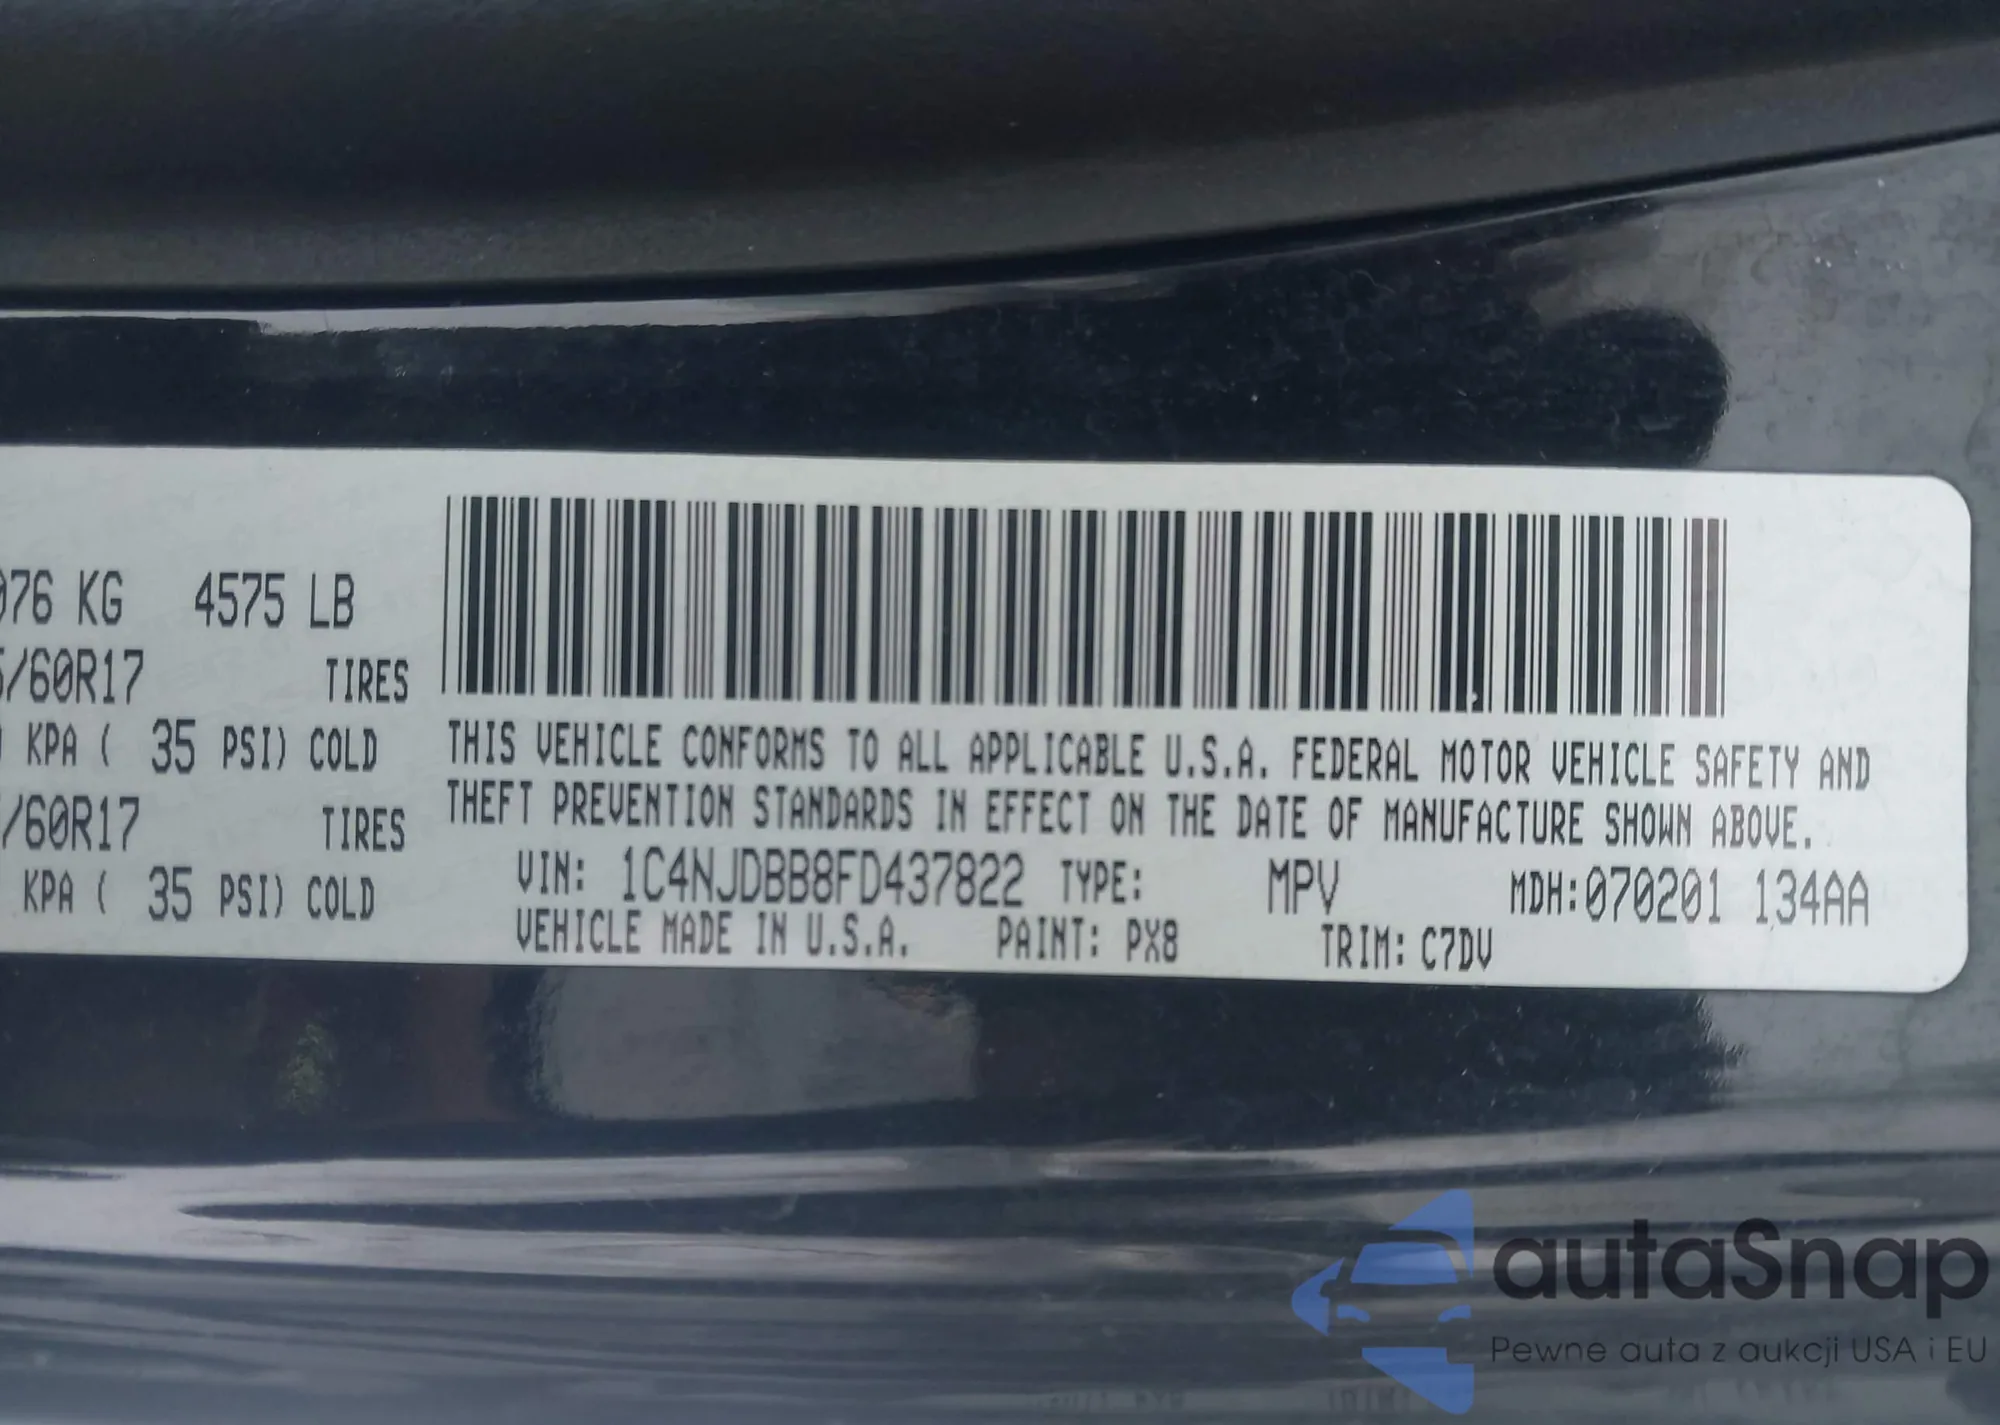 076 KG 4575 LB
/60R17 TIRES
KPA ( 35 PSI) COLD
/60R17 TIRES
KPA ( 35 PSI) COLD
THIS VEHICLE CONFORMS TO ALL APPLICABLE U.S.A. FEDERAL MOTOR VEHICLE SAFETY AND
THEFT PREVENTION STANDARDS IN EFFECT ON THE DATE OF MANUFACTURE SHOWN ABOVE.
VIN: 1C4NJDBB8FD437822 TYPE: MPV MDH:070201 134AA
VEHICLE MADE IN U.S.A. PAINT: PX8 TRIM: C7DV
autaSnap
Pewne auta z aukcji USA i EU